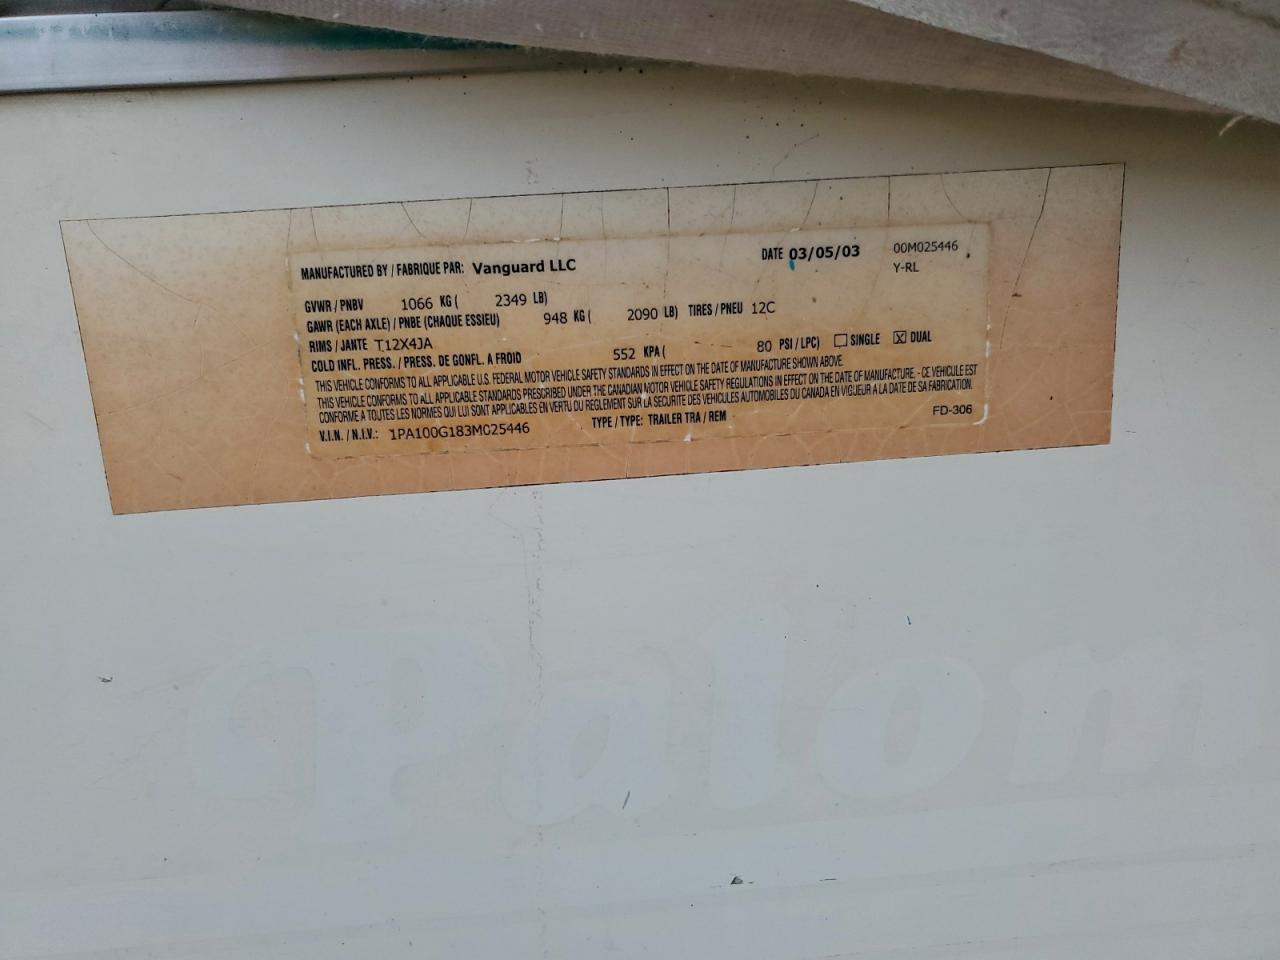 MANUFACTURED BY / FABRIQUE PAR: Vanguard LLC DATE 03/05/03 00M025446
Y-RL
GVWR / PNBV 1066 KG ( 2349 LB)
GAWR (EACH AXLE) / PNBE (CHAQUE ESSIEU) 948 KG ( 2090 LB) TIRES / PNEU 12C
RIMS / JANTE T12X4JA
COLD INFL. PRESS. / PRESS. DE GONFL. A FROID 552 KPA ( 80 PSI / LPC) SINGLE X DUAL
THIS VEHICLE CONFORMS TO ALL APPLICABLE U.S. FEDERAL MOTOR VEHICLE SAFETY STANDARDS IN EFFECT ON THE DATE OF MANUFACTURE SHOWN ABOVE.
THIS VEHICLE CONFORMS TO ALL APPLICABLE STANDARDS PRESCRIBED UNDER THE CANADIAN MOTOR VEHICLE SAFETY REGULATIONS IN EFFECT ON THE DATE OF MANUFACTURE. - CE VEHICULE EST
CONFORME A TOUTES LES NORMES QUI LUI SONT APPLICABLES EN VERTU DU REGLEMENT SUR LA SECURITE DES VEHICULES AUTOMOBILES DU CANADA EN VIGUEUR A LA DATE DE SA FABRICATION.
V.I.N. / N.I.V.: 1PA100G183M025446 TYPE / TYPE: TRAILER TRA / REM FD-306
Palom